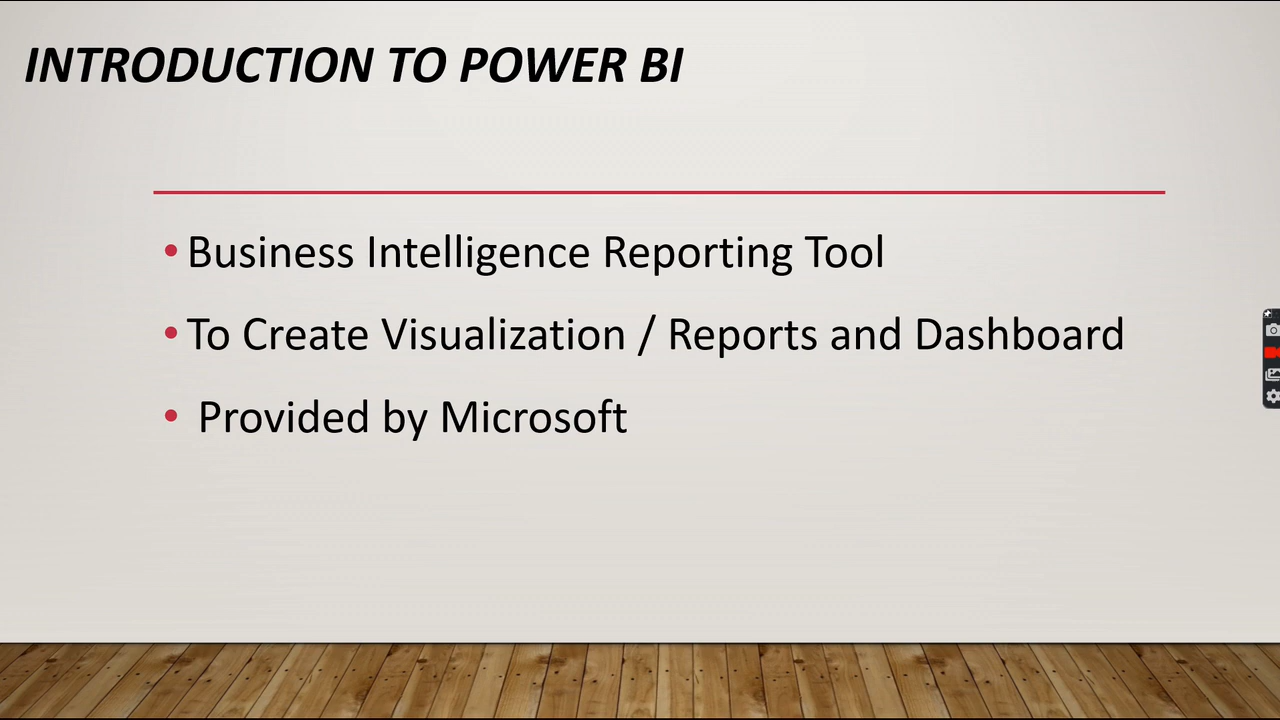 INTRODUCTION TO POWER BI
• Business Intelligence Reporting Tool
• To Create Visualization / Reports and Dashboard
• Provided by Microsoft